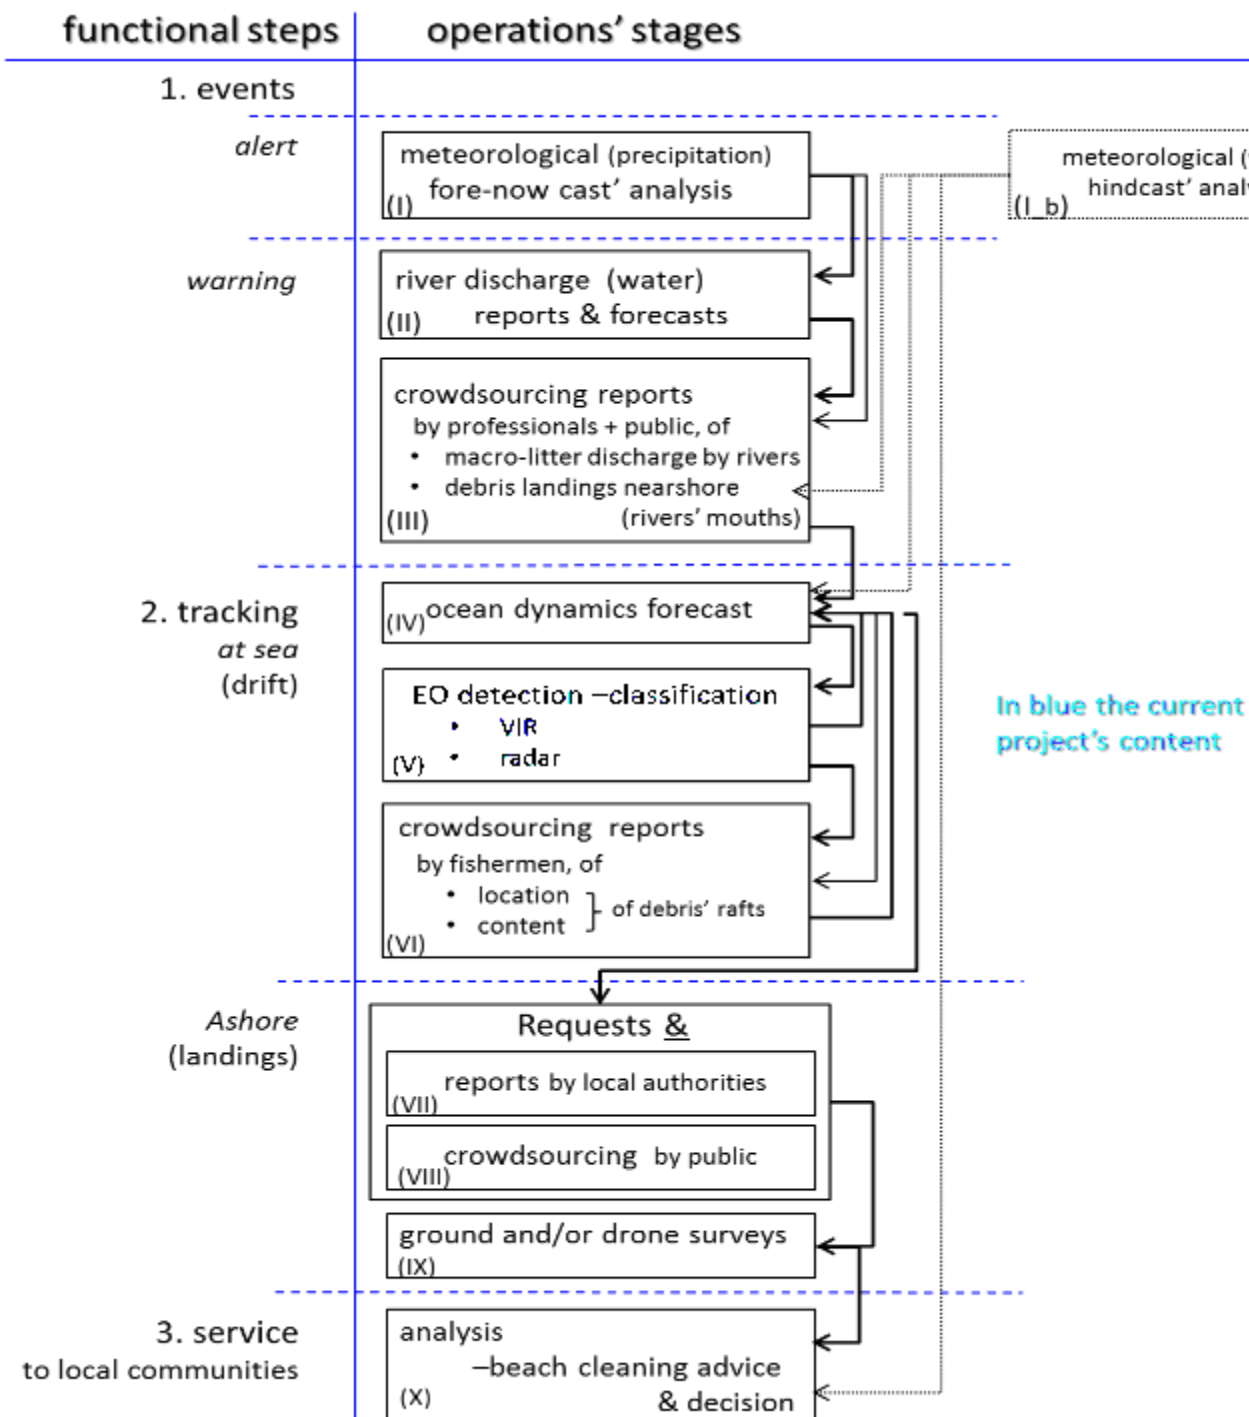 functional steps
operations' stages
1. events
alert
meteorological (precipitation)
fore-now cast' analysis
(I)
meteorological (
hindcast' anal
(I_b)
warning
river discharge (water)
reports & forecasts
(II)
crowdsourcing reports
by professionals + public, of
• macro-litter discharge by rivers
• debris landings nearshore
(rivers' mouths)
(III)
2. tracking
at sea
(drift)
ocean dynamics forecast
(IV)
EO detection –classification
• VIR
• radar
(V)
In blue the current
project's content
crowdsourcing reports
by fishermen, of
• location
• content
of debris' rafts
(VI)
Ashore
(landings)
Requests &
reports by local authorities
(VII)
crowdsourcing by public
(VIII)
ground and/or drone surveys
(IX)
3. service
to local communities
analysis
–beach cleaning advice
& decision
(X)